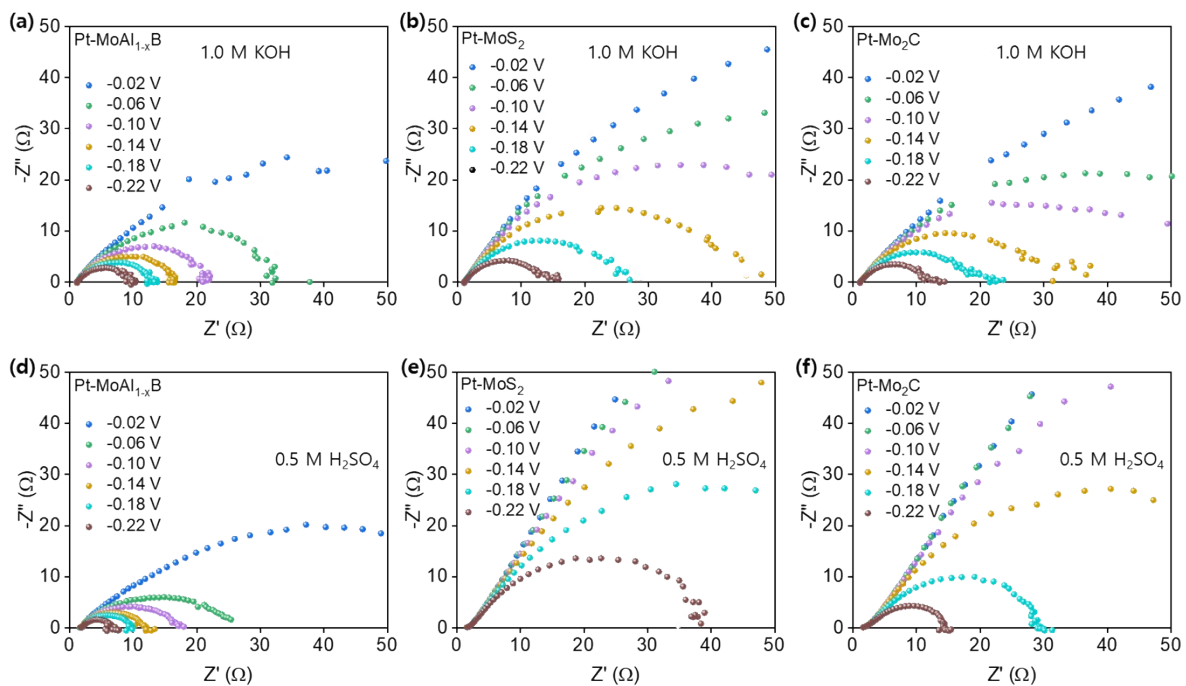 (a)
Pt-MoAl₁₋ₓB
1.0 M KOH
-0.02 V
-0.06 V
-0.10 V
-0.14 V
-0.18 V
-0.22 V
50
40
30
20
10
0
-Z" (Ω)
0 10 20 30 40 50
Z' (Ω)
(b)
Pt-MoS₂
1.0 M KOH
-0.02 V
-0.06 V
-0.10 V
-0.14 V
-0.18 V
-0.22 V
50
40
30
20
10
0
0 10 20 30 40 50
Z' (Ω)
(c)
Pt-Mo₂C
1.0 M KOH
-0.02 V
-0.06 V
-0.10 V
-0.14 V
-0.18 V
-0.22 V
50
40
30
20
10
0
0 10 20 30 40 50
Z' (Ω)
(d)
Pt-MoAl₁₋ₓB
-0.02 V
-0.06 V
-0.10 V
-0.14 V
-0.18 V
-0.22 V
0.5 M H₂SO₄
50
40
30
20
10
0
-Z" (Ω)
0 10 20 30 40 50
Z' (Ω)
(e)
Pt-MoS₂
-0.02 V
-0.06 V
-0.10 V
-0.14 V
-0.18 V
-0.22 V
0.5 M H₂SO₄
50
40
30
20
10
0
0 10 20 30 40 50
Z' (Ω)
(f)
Pt-Mo₂C
-0.02 V
-0.06 V
-0.10 V
-0.14 V
-0.18 V
-0.22 V
0.5 M H₂SO₄
50
40
30
20
10
0
0 10 20 30 40 50
Z' (Ω)